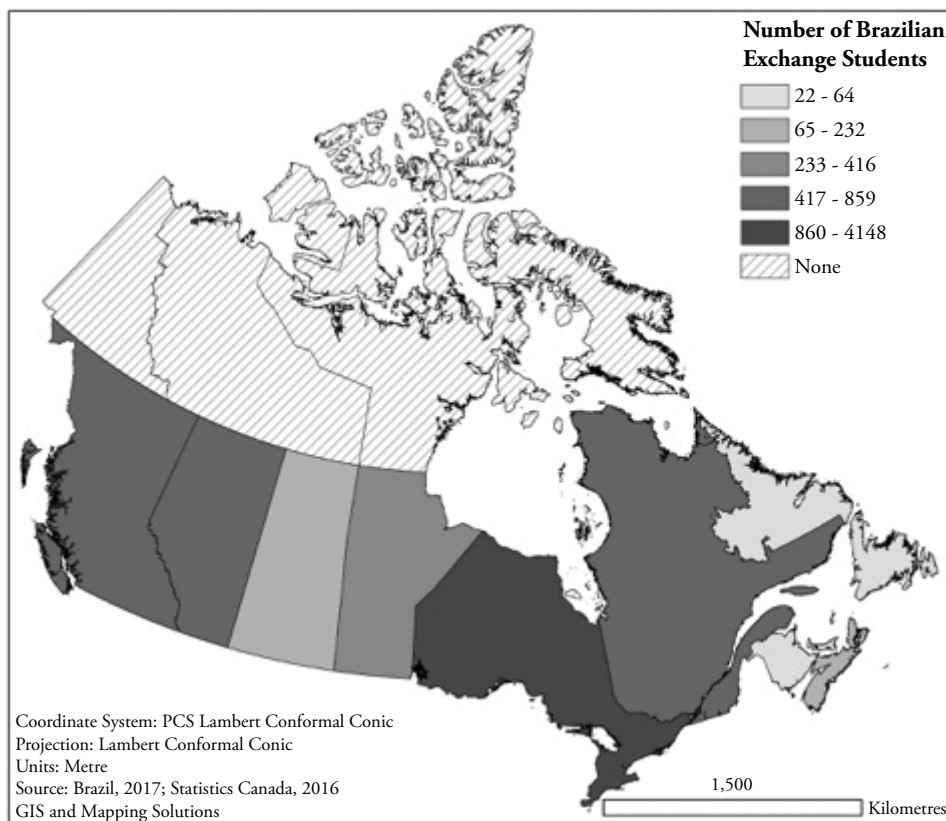 Number of Brazilian
Exchange Students
22 - 64
65 - 232
233 - 416
417 - 859
860 - 4148
None
Coordinate System: PCS Lambert Conformal Conic
Projection: Lambert Conformal Conic
Units: Metre
Source: Brazil, 2017; Statistics Canada, 2016
GIS and Mapping Solutions
1,500
Kilometres